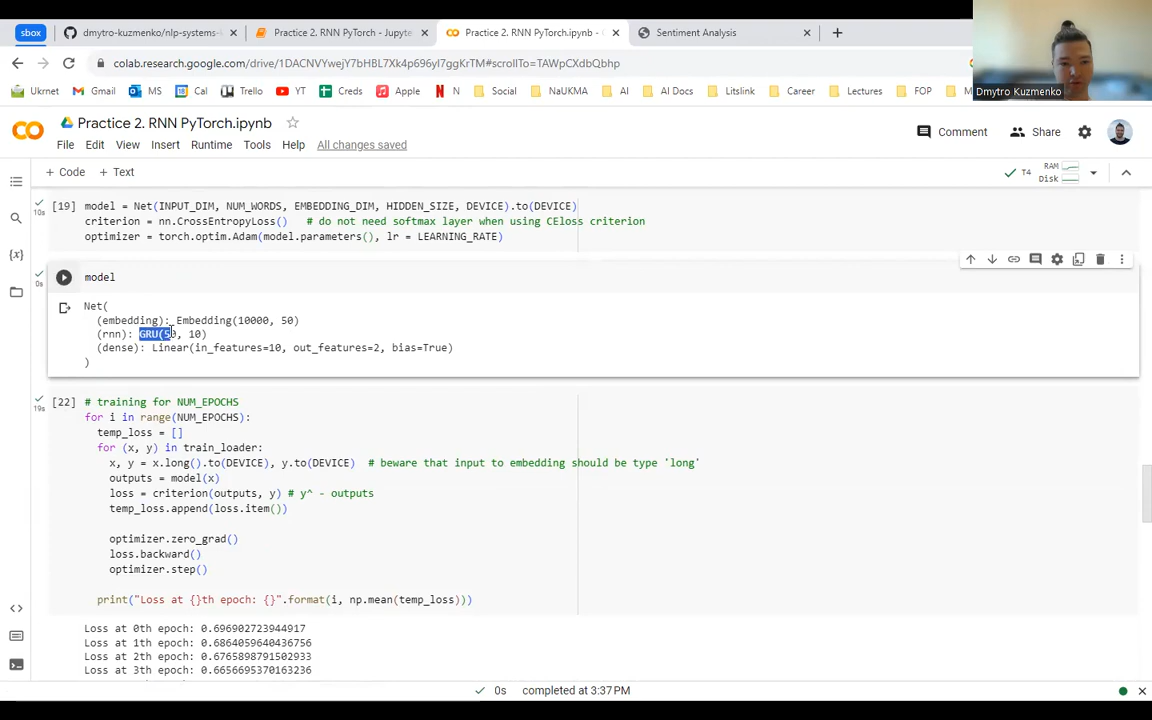 sbox
dmytro-kuzmenko/nlp-systems-
Practice 2. RNN PyTorch - Jupyte
Practice 2. RNN PyTorch.ipynb - C
Sentiment Analysis
colab.research.google.com/drive/1DACNVYwejY7bHBL7Xk4p696yI7ggKrTM#scrollTo=TAWpCXdbQbhp
Ukrnet
Gmail
MS
Cal
Trello
YT
Creds
Apple
N
Social
NaUKMA
AI
AI Docs
Litslink
Career
Lectures
FOP
Dmytro Kuzmenko
Practice 2. RNN PyTorch.ipynb
File Edit View Insert Runtime Tools Help All changes saved
Comment
Share
+ Code + Text
T4
RAM
Disk
[19] model = Net(INPUT_DIM, NUM_WORDS, EMBEDDING_DIM, HIDDEN_SIZE, DEVICE).to(DEVICE)
10s
criterion = nn.CrossEntropyLoss() # do not need softmax layer when using CEloss criterion
optimizer = torch.optim.Adam(model.parameters(), lr = LEARNING_RATE)
model
0s
Net(
(embedding): Embedding(10000, 50)
(rnn): GRU(50, 10)
(dense): Linear(in_features=10, out_features=2, bias=True)
)
[22] # training for NUM_EPOCHS
19s
for i in range(NUM_EPOCHS):
temp_loss = []
for (x, y) in train_loader:
x, y = x.long().to(DEVICE), y.to(DEVICE) # beware that input to embedding should be type 'long'
outputs = model(x)
loss = criterion(outputs, y) # y^ - outputs
temp_loss.append(loss.item())
optimizer.zero_grad()
loss.backward()
optimizer.step()
print("Loss at {}th epoch: {}".format(i, np.mean(temp_loss)))
Loss at 0th epoch: 0.696902723944917
Loss at 1th epoch: 0.6864059640436756
Loss at 2th epoch: 0.6765898791502933
Loss at 3th epoch: 0.6656695370163236
0s completed at 3:37 PM